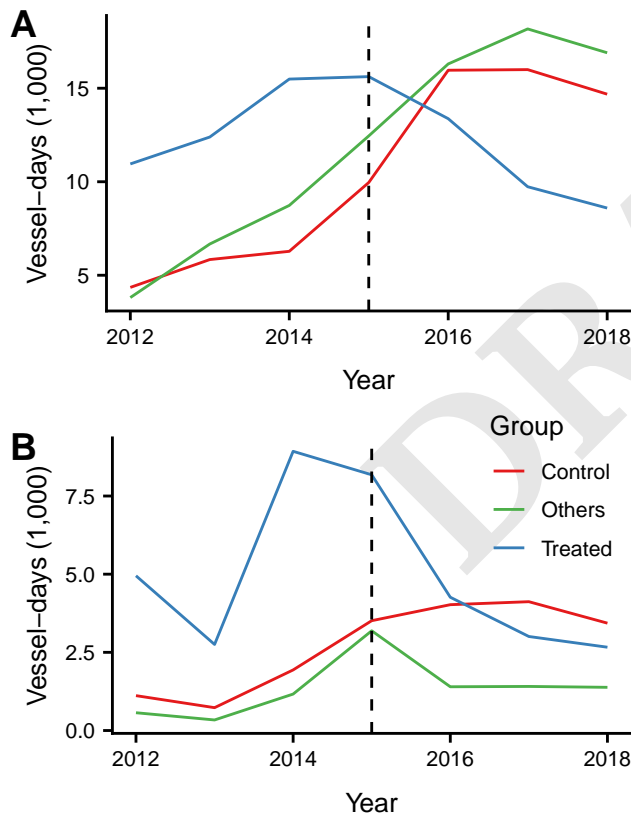 A
Vessel−days (1,000)
15
10
5
2012 2014 2016 2018
Year
B
Vessel−days (1,000)
7.5
5.0
2.5
0.0
2012 2014 2016 2018
Year
Group
Control
Others
Treated